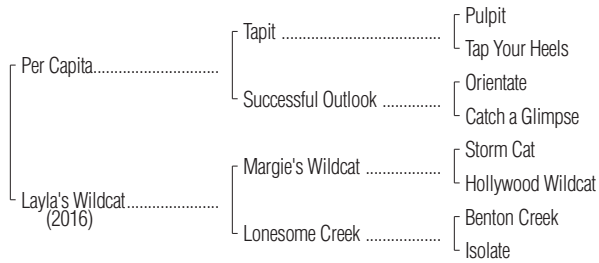 Pulpit
Tapit ........................................
Tap Your Heels
Per Capita.............................
Orientate
Successful Outlook ..............
Catch a Glimpse
Storm Cat
Margie's Wildcat ..................
Hollywood Wildcat
Layla's Wildcat.....................
(2016)
Benton Creek
Lonesome Creek ..................
Isolate